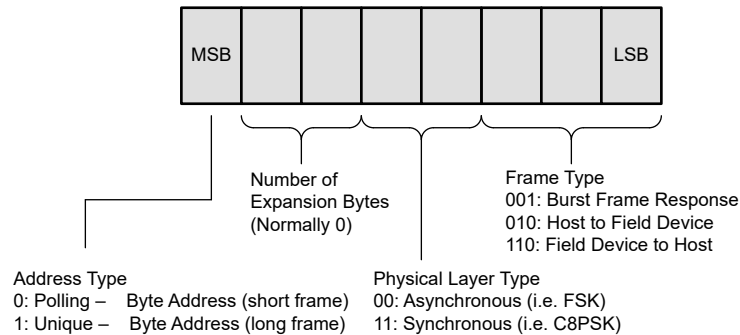 MSB
LSB
Number of
Expansion Bytes
(Normally 0)
Frame Type
001: Burst Frame Response
010: Host to Field Device
110: Field Device to Host
Address Type
0: Polling – Byte Address (short frame)
1: Unique – Byte Address (long frame)
Physical Layer Type
00: Asynchronous (i.e. FSK)
11: Synchronous (i.e. C8PSK)